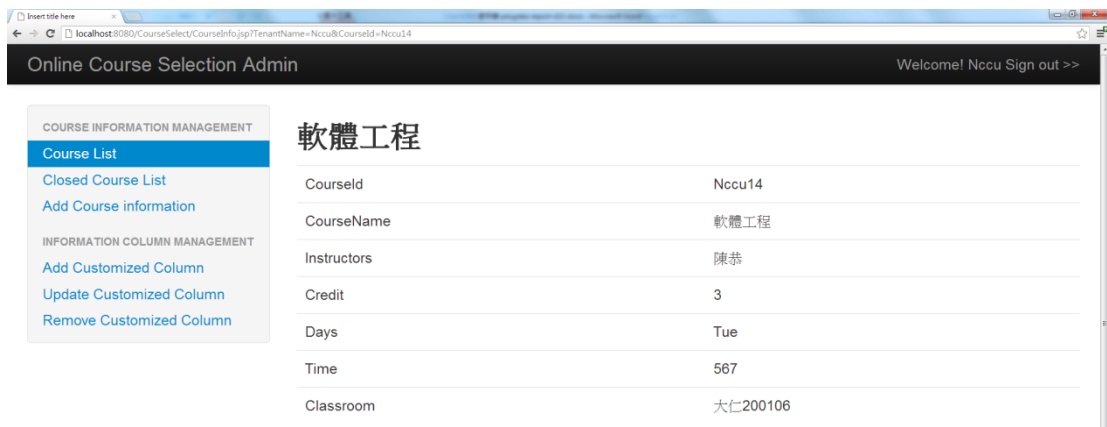 Insert title here
localhost:8080/CourseSelect/CourseInfo.jsp?TenantName=Nccu&CourseId=Nccu14
Online Course Selection Admin
Welcome! Nccu Sign out >>
COURSE INFORMATION MANAGEMENT
Course List
Closed Course List
Add Course information
INFORMATION COLUMN MANAGEMENT
Add Customized Column
Update Customized Column
Remove Customized Column
軟體工程
CourseId Nccu14
CourseName 軟體工程
Instructors 陳恭
Credit 3
Days Tue
Time 567
Classroom 大仁200106